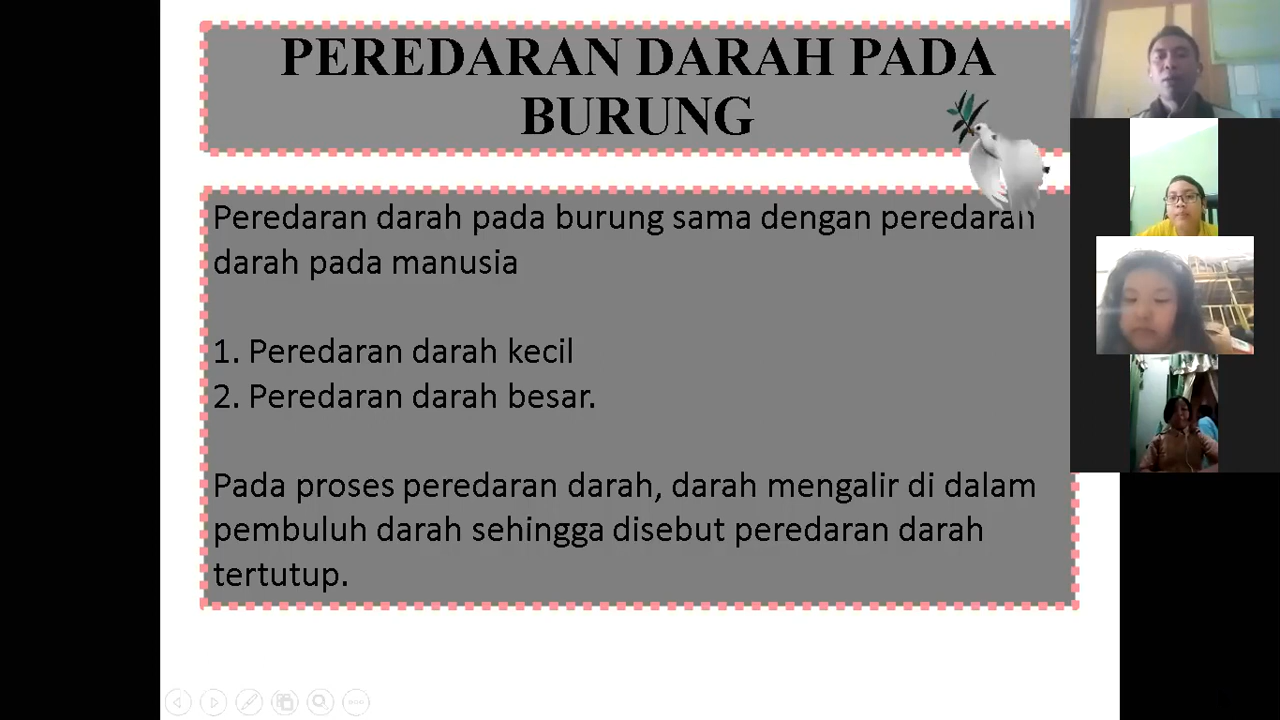 PEREDARAN DARAH PADA
BURUNG
Peredaran darah pada burung sama dengan peredaran
darah pada manusia
1. Peredaran darah kecil
2. Peredaran darah besar.
Pada proses peredaran darah, darah mengalir di dalam
pembuluh darah sehingga disebut peredaran darah
tertutup.